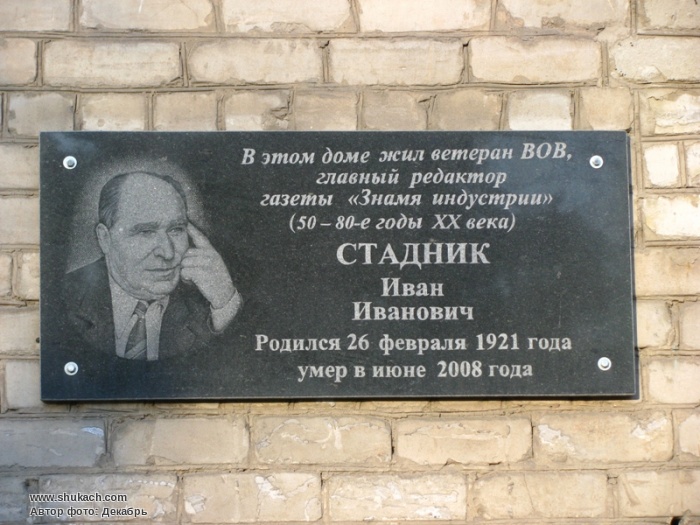 В этом доме жил ветеран ВОВ,
главный редактор
газеты «Знамя индустрии»
(50 – 80-е годы XX века)
СТАДНИК
Иван
Иванович
Родился 26 февраля 1921 года
умер в июне 2008 года
www.shukach.com
Автор фото: Декабрь